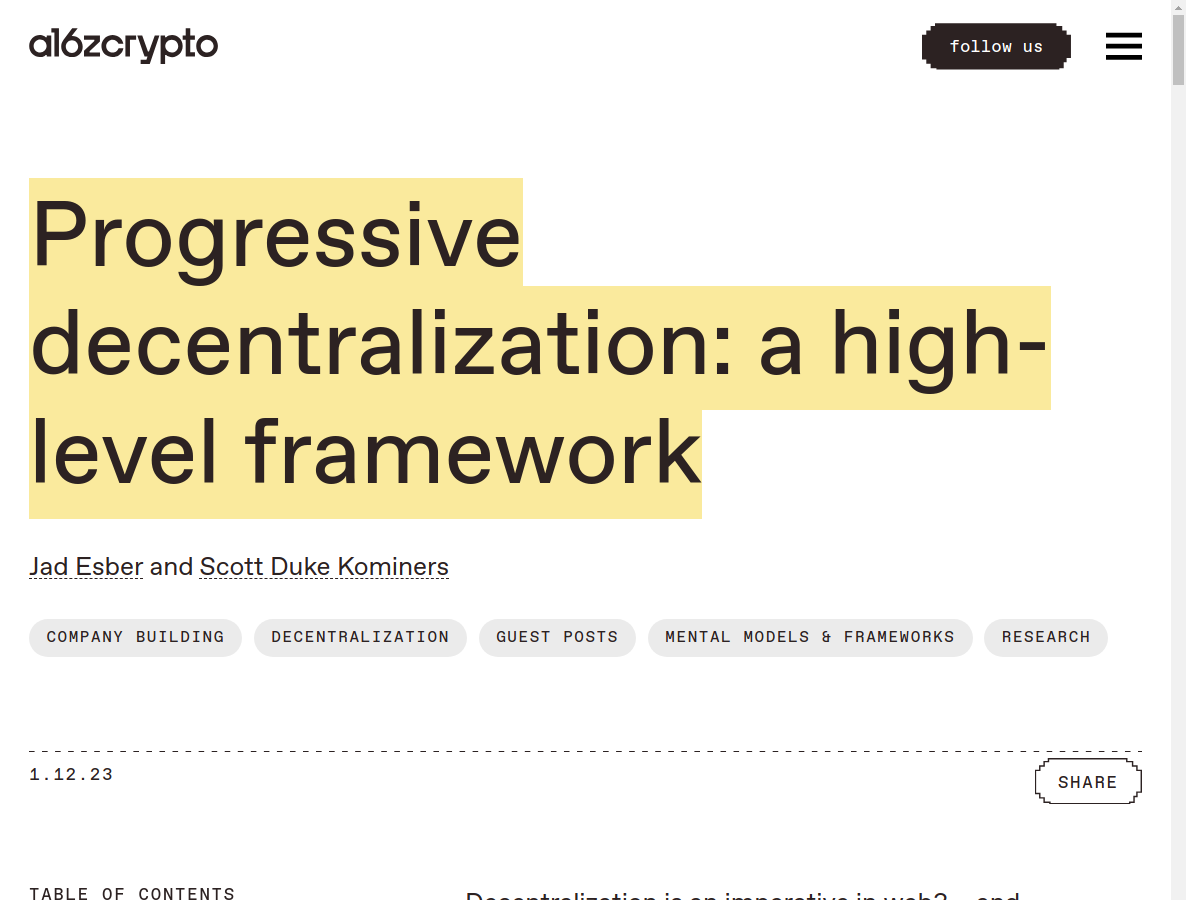 a16zcrypto
follow us
Progressive
decentralization: a high-
level framework
Jad Esber and Scott Duke Kominers
COMPANY BUILDING DECENTRALIZATION GUEST POSTS MENTAL MODELS & FRAMEWORKS RESEARCH
1.12.23
SHARE
TABLE OF CONTENTS
Decentralization is an imperative in web3 — and